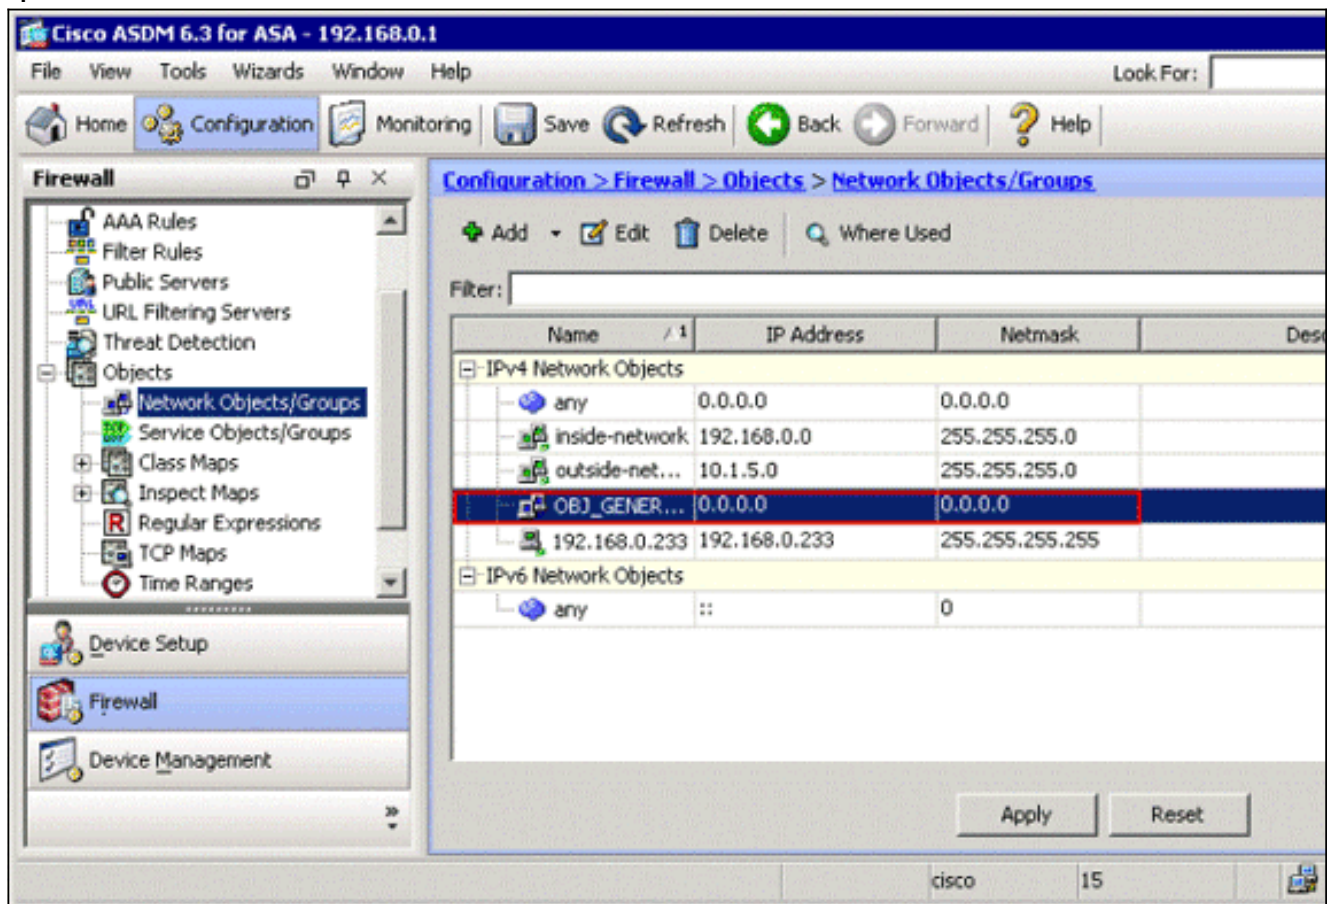 Cisco ASDM 6.3 for ASA - 192.168.0.1
File View Tools Wizards Window Help Look For:
Home Configuration Monitoring Save Refresh Back Forward Help
Firewall
AAA Rules
Filter Rules
Public Servers
URL Filtering Servers
Threat Detection
Objects
Network Objects/Groups
Service Objects/Groups
Class Maps
Inspect Maps
Regular Expressions
TCP Maps
Time Ranges
Device Setup
Firewall
Device Management
Configuration > Firewall > Objects > Network Objects/Groups
Add Edit Delete Where Used
Filter:
Name 1 IP Address Netmask Desc
IPv4 Network Objects
any 0.0.0.0 0.0.0.0
inside-network 192.168.0.0 255.255.255.0
outside-net... 10.1.5.0 255.255.255.0
OBJ_GENER... 0.0.0.0 0.0.0.0
192.168.0.233 192.168.0.233 255.255.255.255
IPv6 Network Objects
any :: 0
Apply Reset
cisco 15